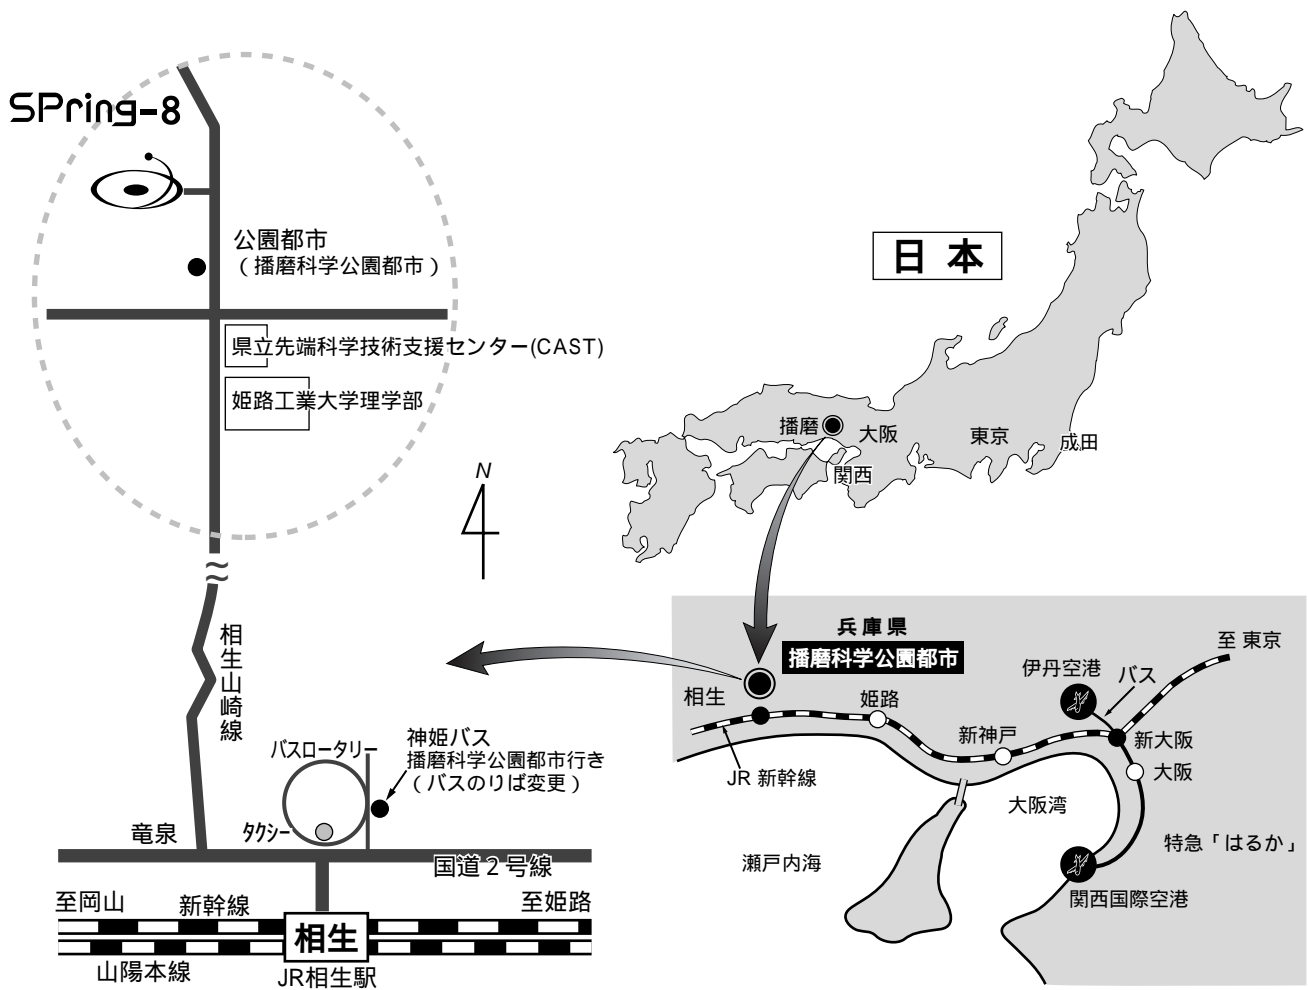 SPring-8
公園都市
（播磨科学公園都市）
県立先端科学技術支援センター(CAST)
姫路工業大学理学部
N
相生山崎線
バスロータリー
神姫バス
播磨科学公園都市行き
（バスのりば変更）
タクシー
竜泉
国道２号線
至岡山
新幹線
至姫路
相生
山陽本線
JR相生駅
日本
播磨
大阪
東京
成田
関西
兵庫県
播磨科学公園都市
至 東京
伊丹空港
バス
相生
姫路
新神戸
新大阪
大阪
JR 新幹線
大阪湾
特急「はるか」
瀬戸内海
関西国際空港